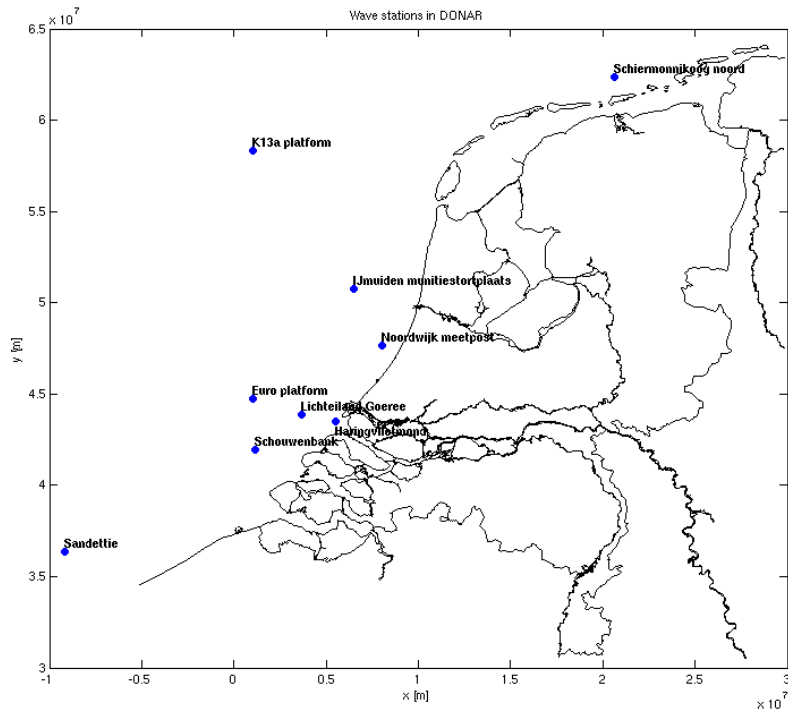 Wave stations in DONAR
x 10^7
6.5
Schiermonnikoog noord
6
K13a platform
5.5
IJmuiden munitiestortplaats
5
Noordwijk meetpost
y [m]
4.5
Euro platform
Lichteiland Goeree
Haringvlietmond
Schouwenbank
4
Sandettie
3.5
3
-1
-0.5
0
0.5
1
1.5
2
2.5
3
x [m]
x 10^7